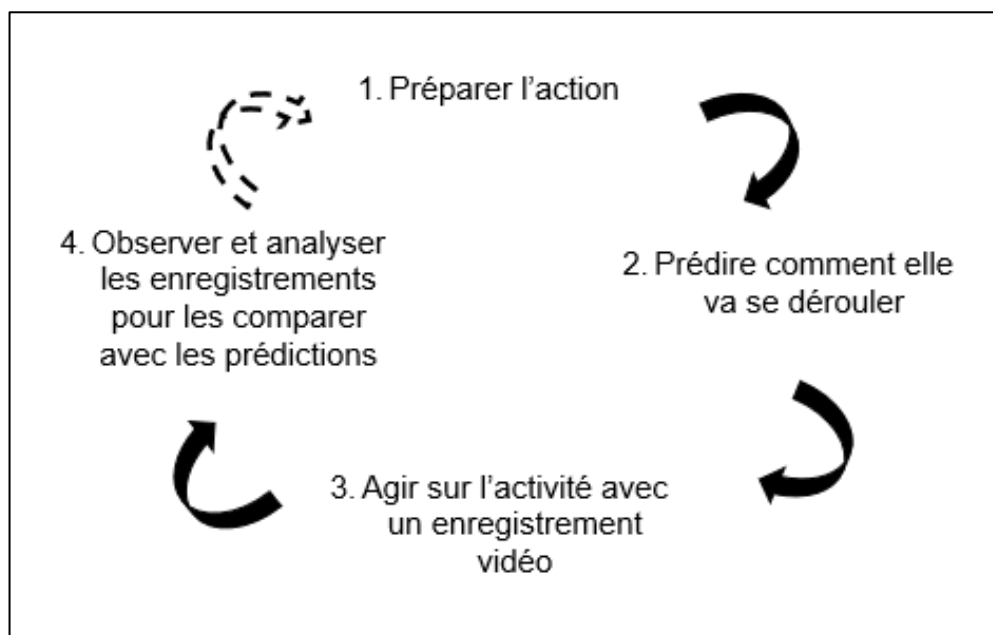 1. Préparer l’action
2. Prédire comment elle
va se dérouler
3. Agir sur l’activité avec
un enregistrement
vidéo
4. Observer et analyser
les enregistrements
pour les comparer
avec les prédictions